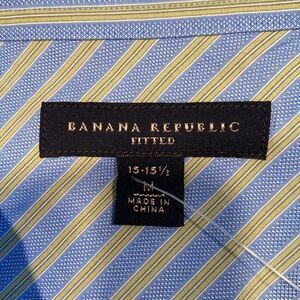 BANANA REPUBLIC
FITTED
15-15½
M
MADE IN
CHINA